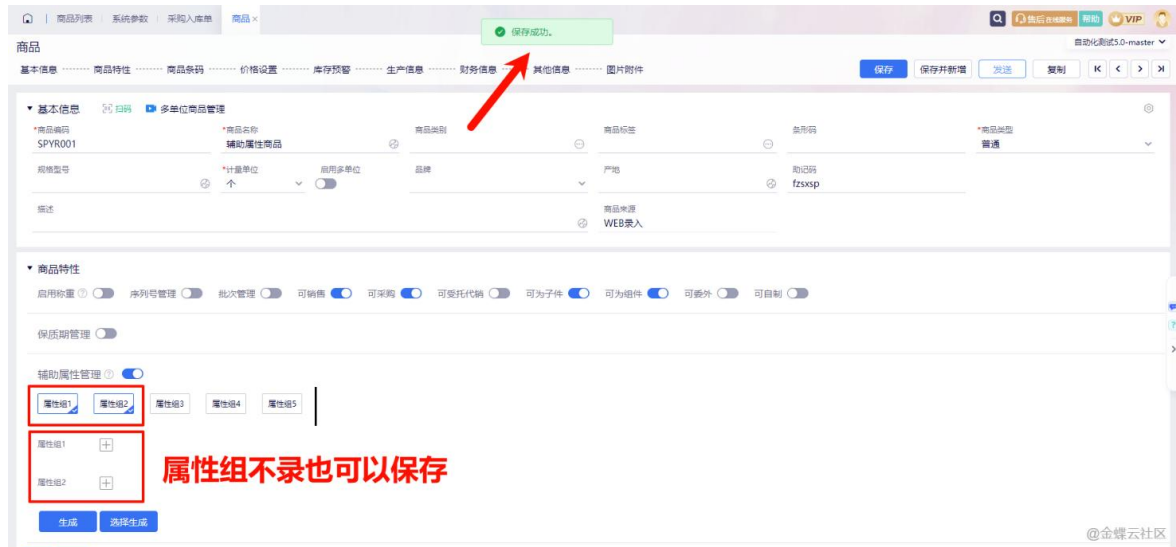 商品列表 系统参数 采购入库单 商品 ×
售后在线服务 帮助 VIP
保存成功。
商品
自动化测试5.0-master
基本信息 商品特性 商品条码 价格设置 库存预警 生产信息 财务信息 其他信息 图片附件
保存 保存并新增 发送 复制
基本信息 扫码 多单位商品管理
*商品编码 *商品名称 商品类别 商品标签 条形码 *商品类型
SPYR001 辅助属性商品 普通
规格型号 *计量单位 启用多单位 品牌 产地 助记码
个 fzsxsp
描述 商品来源
WEB录入
商品特性
启用称重 序列号管理 批次管理 可销售 可采购 可受托代销 可为子件 可为组件 可委外 可自制
保质期管理
辅助属性管理
属性组1 属性组2 属性组3 属性组4 属性组5
属性组1
属性组不录也可以保存
属性组2
生成 选择生成
@金蝶云社区